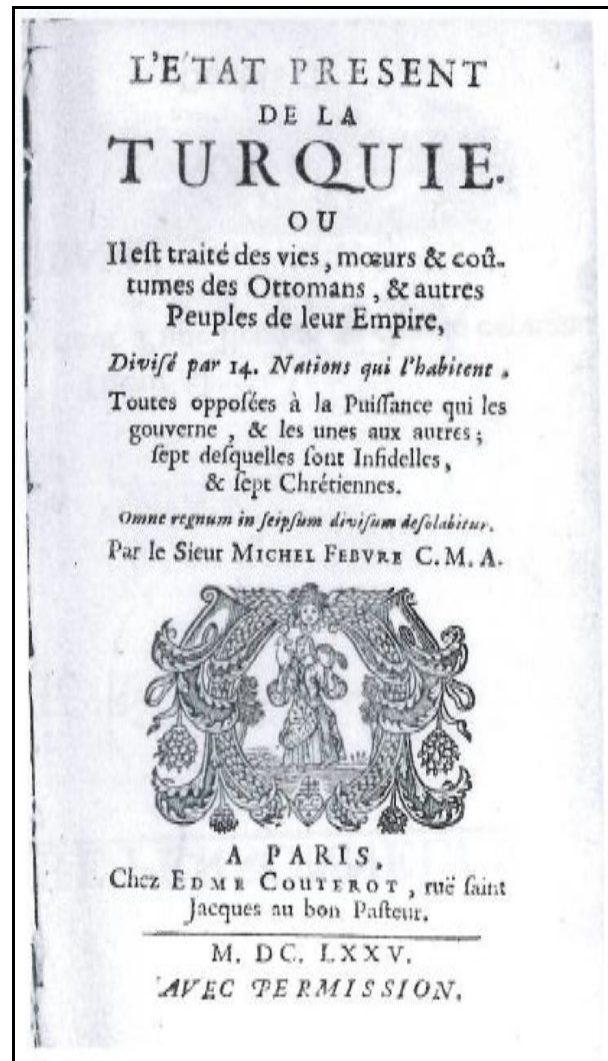 L'ETAT PRESENT
DE LA
TURQUIE.
OU
Il eſt traité des vies, mœurs & coû-
tumes des Ottomans, & autres
Peuples de leur Empire,
Diviſé par 14. Nations qui l'habitent,
Toutes oppoſées à la Puiſſance qui les
gouverne, & les unes aux autres;
ſept deſquelles ſont Infidelles,
& ſept Chrétiennes.
Omne regnum in ſeipſum diviſum deſolabitur.
Par le Sieur MICHEL FEBVRE C. M. A.
A PARIS,
Chez EDME COUTEROT, ruë ſaint
Jacques au bon Paſteur.
M. DC. LXXV.
AVEC PERMISSION.